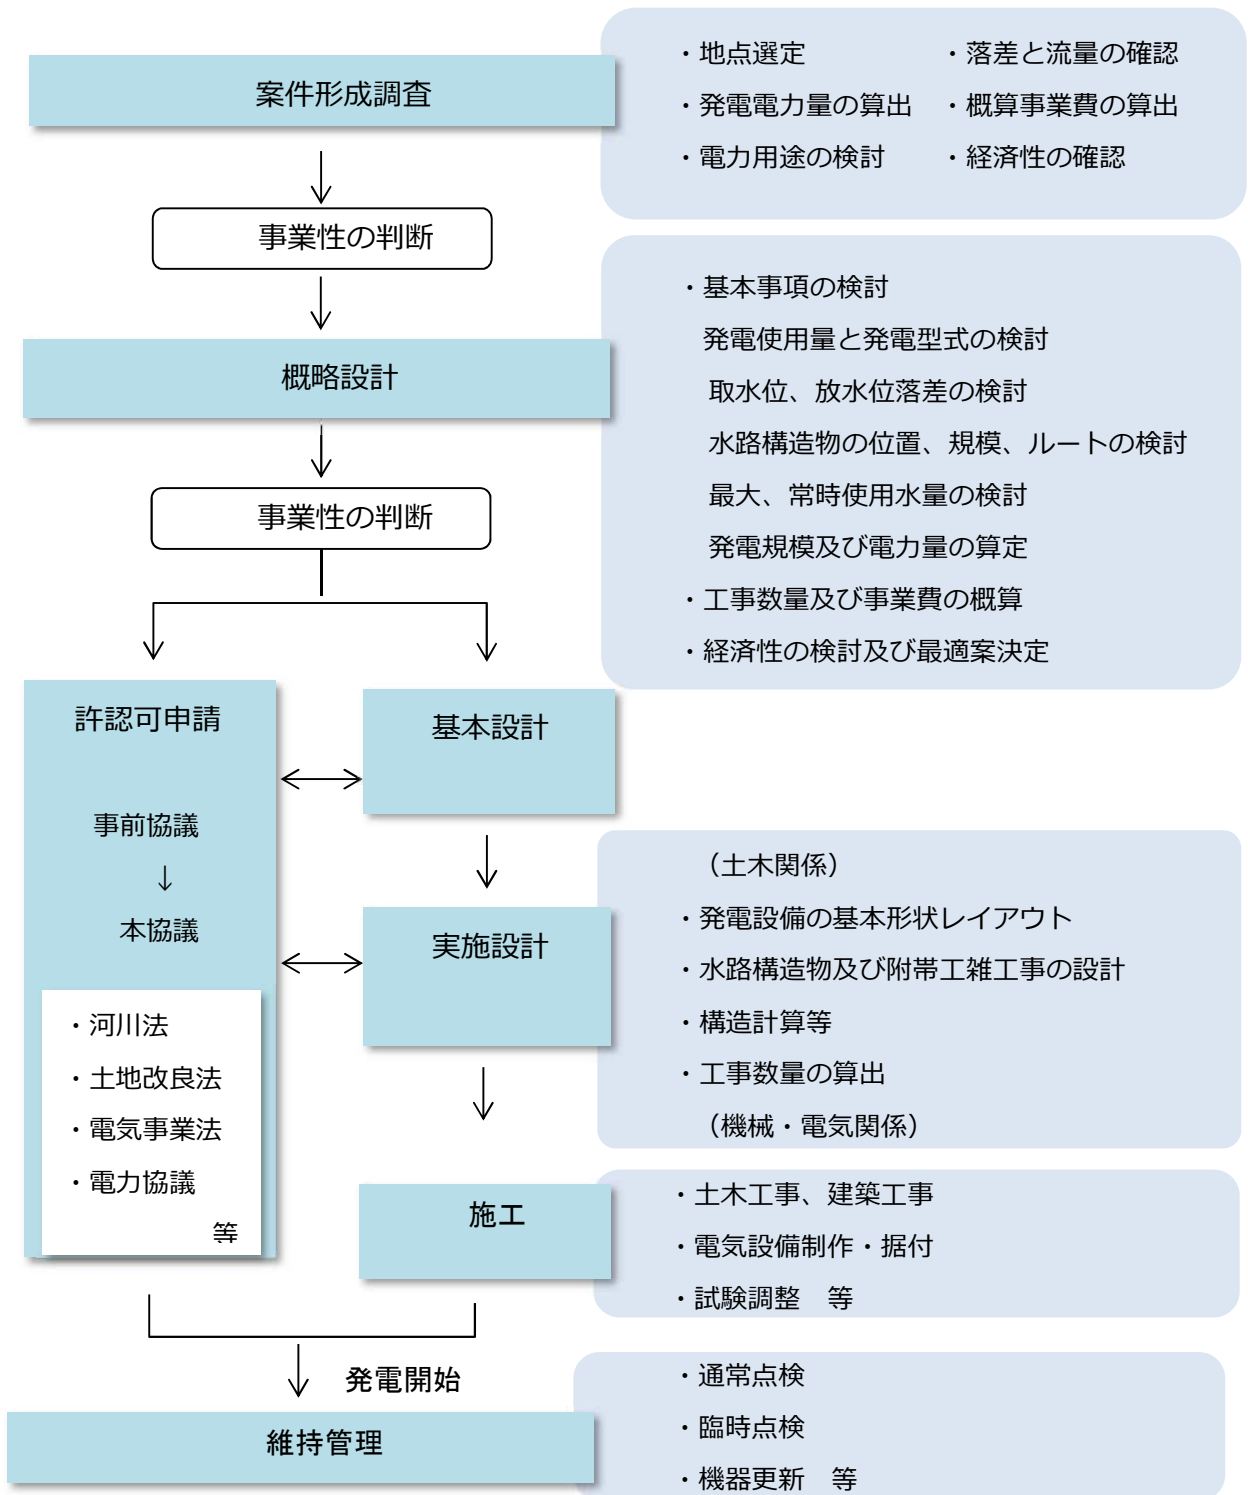 案件形成調査
・地点選定　・落差と流量の確認
・発電電力量の算出　・概算事業費の算出
・電力用途の検討　・経済性の確認
事業性の判断
概略設計
・基本事項の検討
発電使用量と発電型式の検討
取水位、放水位落差の検討
水路構造物の位置、規模、ルートの検討
最大、常時使用水量の検討
発電規模及び電力量の算定
・工事数量及び事業費の概算
・経済性の検討及び最適案決定
事業性の判断
許認可申請
事前協議
↓
本協議
・河川法
・土地改良法
・電気事業法
・電力協議
等
基本設計
実施設計
（土木関係）
・発電設備の基本形状レイアウト
・水路構造物及び附帯工雑工事の設計
・構造計算等
・工事数量の算出
（機械・電気関係）
施工
・土木工事、建築工事
・電気設備制作・据付
・試験調整　等
発電開始
維持管理
・通常点検
・臨時点検
・機器更新　等